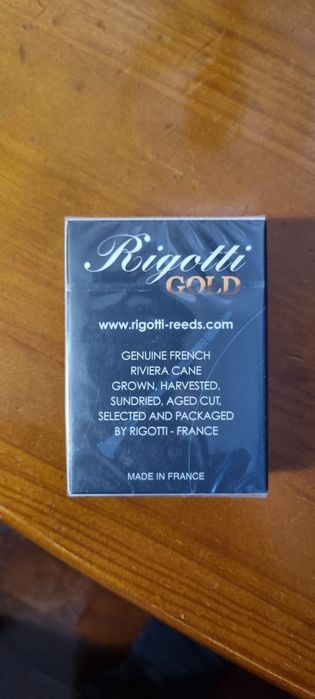 Rigotti
GOLD
www.rigotti-reeds.com
GENUINE FRENCH
RIVIERA CANE
GROWN, HARVESTED,
SUNDRIED, AGED CUT,
SELECTED AND PACKAGED
BY RIGOTTI - FRANCE
MADE IN FRANCE